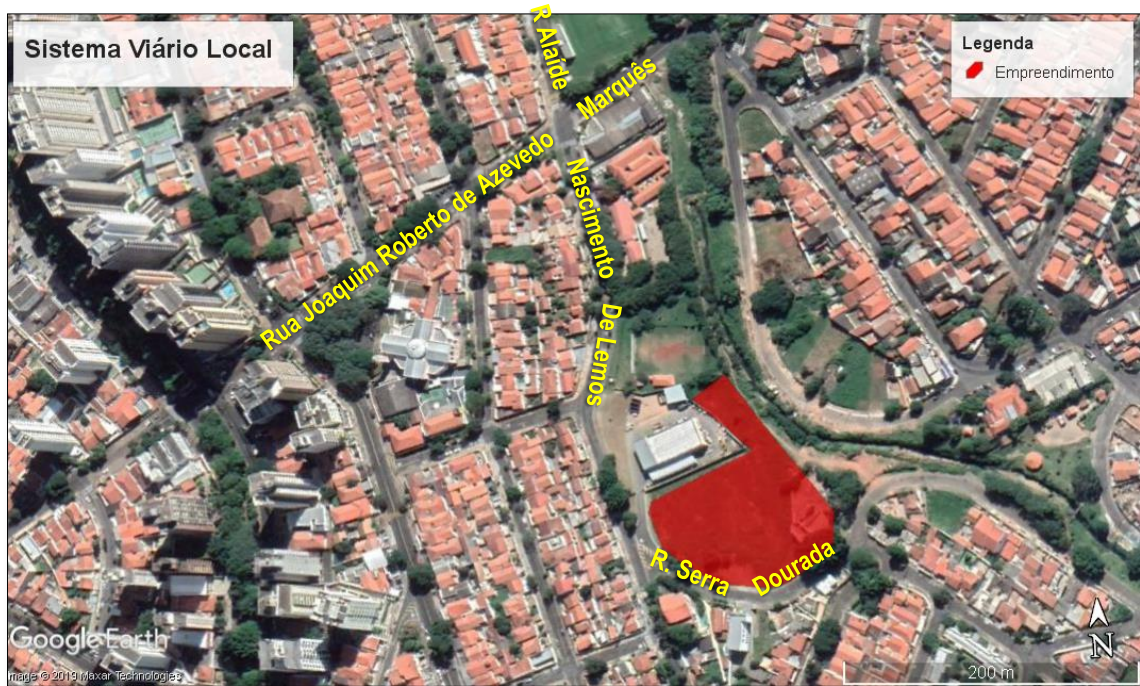 Sistema Viário Local
Legenda
Empreendimento
R Alaíde
Nascimento
De Lemos
Rua Joaquim Roberto de Azevedo
Marquês
R. Serra
Dourada
Google Earth
Image © 2019 Maxar Technologies
200 m
N